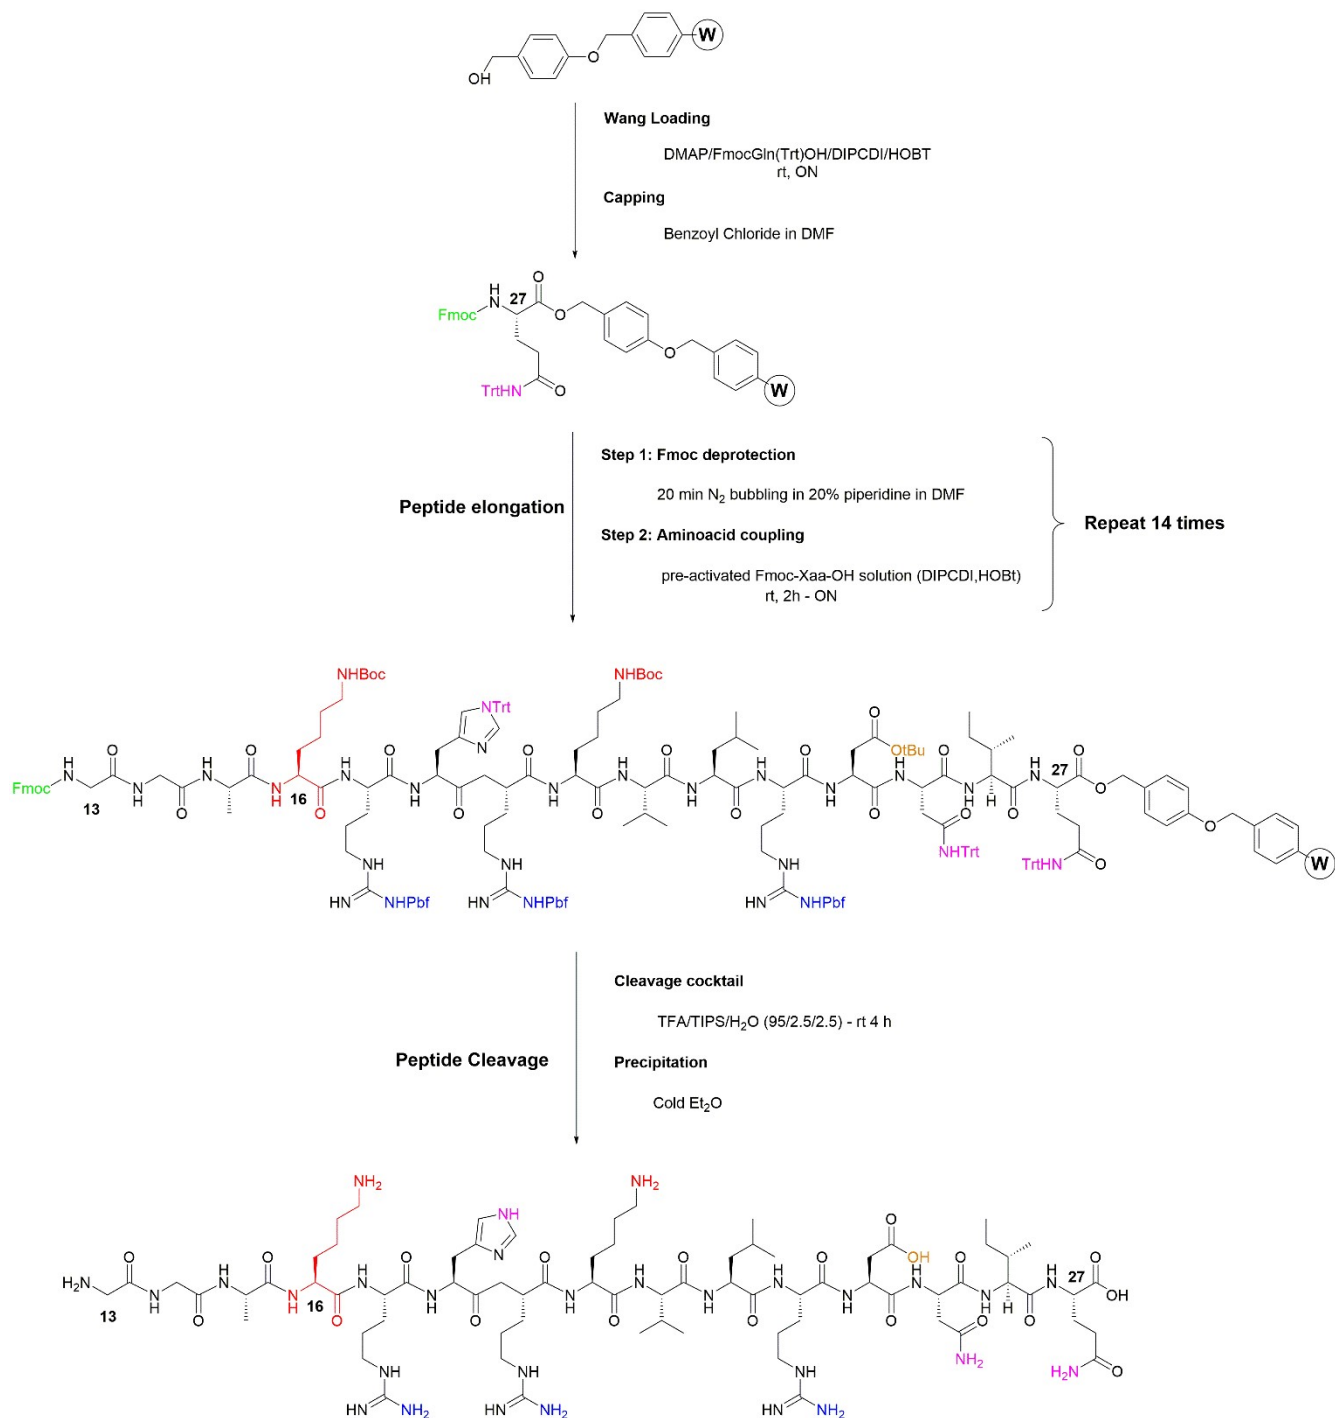 W
OH
O
Wang Loading
DMAP/FmocGln(Trt)OH/DIPCDI/HOBT
rt, ON
Capping
Benzoyl Chloride in DMF
H
N
27
O
Fmoc
O
O
TrtHN
O
W
Step 1: Fmoc deprotection
20 min N2 bubbling in 20% piperidine in DMF
Peptide elongation
Step 2: Aminoacid coupling
Repeat 14 times
pre-activated Fmoc-Xaa-OH solution (DIPCDI,HOBt)
rt, 2h - ON
NHBoc NHBoc
NTrt
N
O
OtBu
O O O O O O O O
H N H N H N H N H N H N H N 27 O
Fmoc 13 N H O N H 16 O N H O N H O N H O N H O N H O O
NH NH NH O NHTrt TrtHN O W
HN NHPbf HN NHPbf HN NHPbf
Cleavage cocktail
TFA/TIPS/H2O (95/2.5/2.5) - rt 4 h
Peptide Cleavage
Precipitation
Cold Et2O
NH2 NH2
NH
N
O
OH
O O O O O O O O
H2N H N H N H N H N H N H N 27 OH
13 N H O N H 16 O N H O N H O N H O N H O N H O
NH NH NH O NH2 H2N O
HN NH2 HN NH2 HN NH2